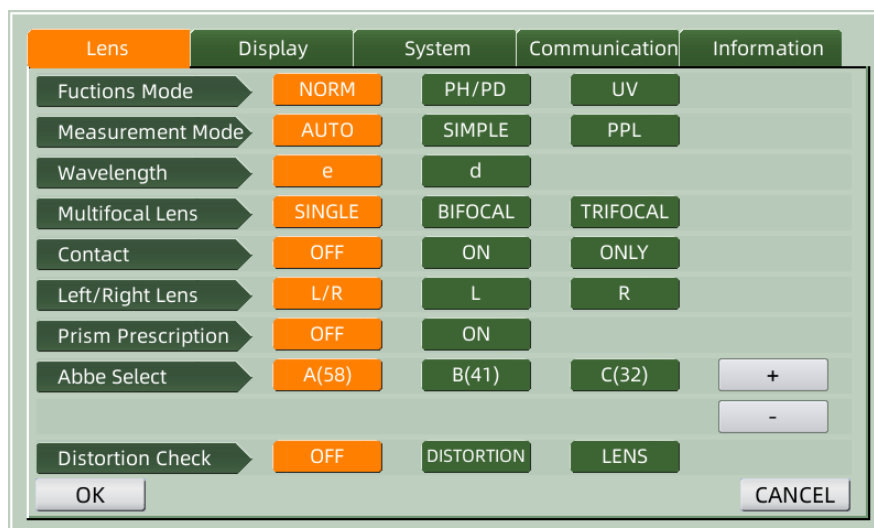 Lens Display System Communication Information
Fuctions Mode NORM PH/PD UV
Measurement Mode AUTO SIMPLE PPL
Wavelength e d
Multifocal Lens SINGLE BIFOCAL TRIFOCAL
Contact OFF ON ONLY
Left/Right Lens L/R L R
Prism Prescription OFF ON
Abbe Select A(58) B(41) C(32) +
-
Distortion Check OFF DISTORTION LENS
OK CANCEL